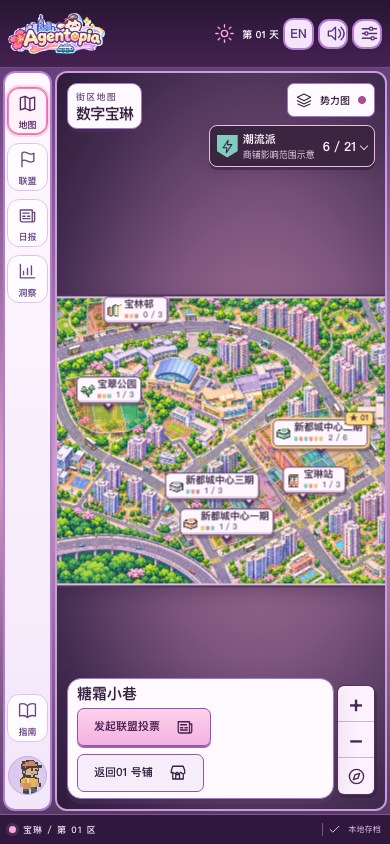 Agentopia
第 01 天
EN
地图
联盟
日报
洞察
指南
街区地图
数字宝琳
势力图
潮流派
商铺影响范围示意
6 / 21
宝林邨
0 / 3
宝翠公园
1 / 3
★ 01
新都城中心二期
2 / 6
宝琳站
1 / 3
新都城中心三期
1 / 3
新都城中心一期
1 / 3
糖霜小巷
发起联盟投票
返回01 号铺
宝琳 / 第 01 区
本地存档